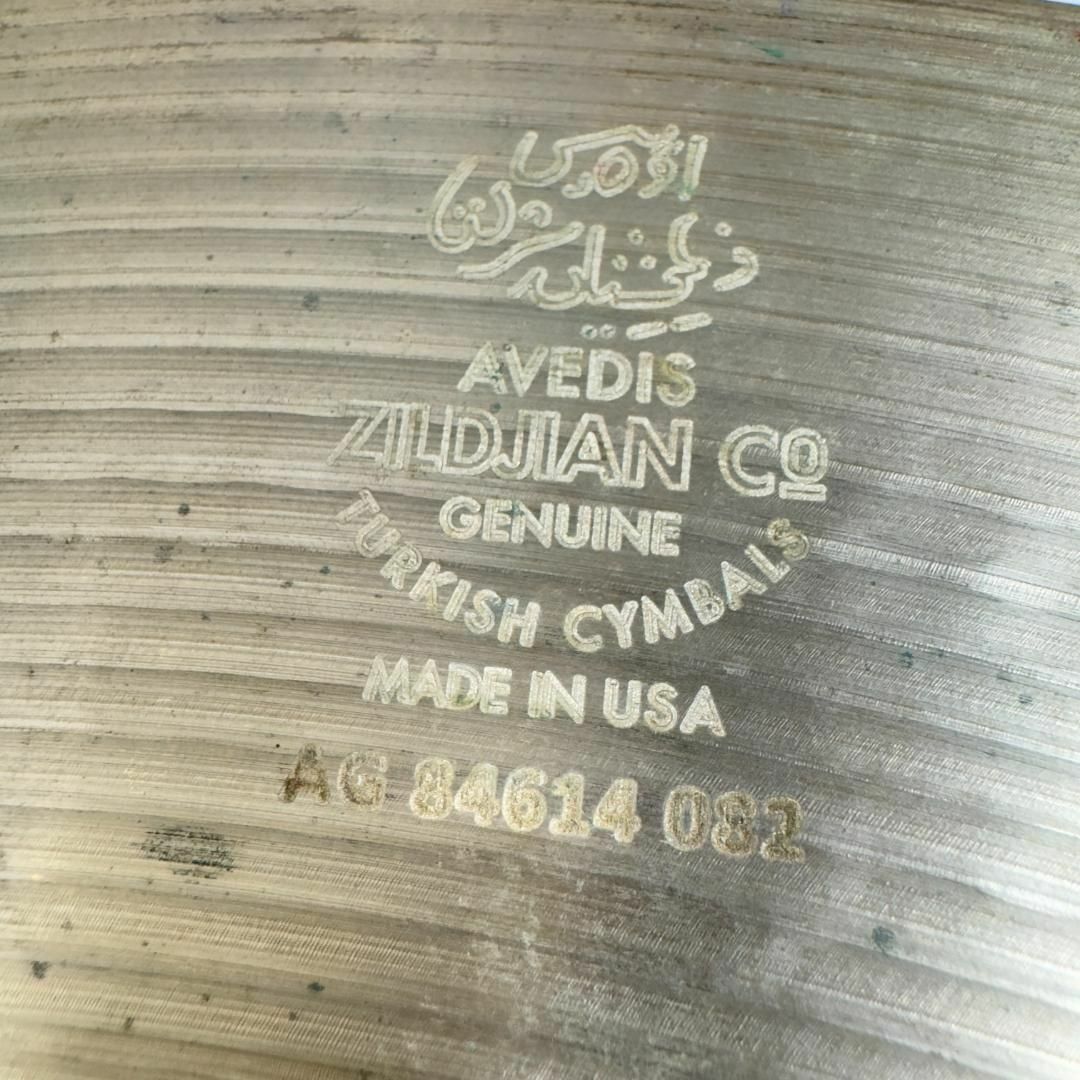 AVEDIS
ZILDJIAN Cº
GENUINE
TURKISH CYMBALS
MADE IN USA
AG 84614 082